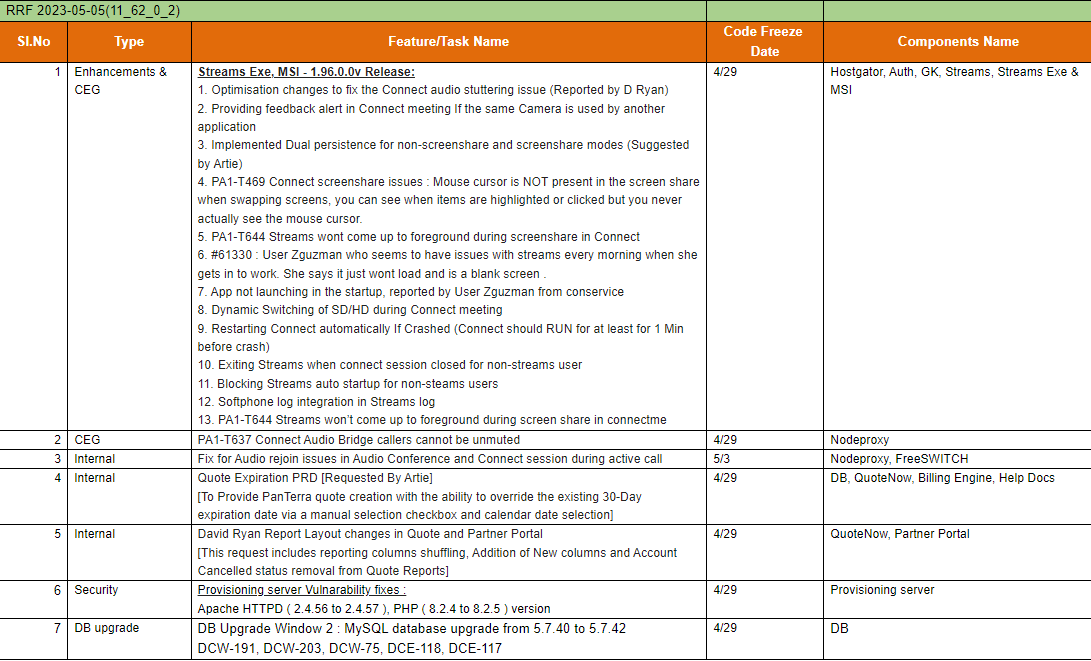 RRF 2023-05-05(11_62_0_2)
SI.No Type Feature/Task Name Code Freeze Date Components Name
1 Enhancements & CEG
Streams Exe, MSI - 1.96.0.0v Release:
1. Optimisation changes to fix the Connect audio stuttering issue (Reported by D Ryan)
2. Providing feedback alert in Connect meeting If the same Camera is used by another
application
3. Implemented Dual persistence for non-screenshare and screenshare modes (Suggested
by Artie)
4. PA1-T469 Connect screenshare issues : Mouse cursor is NOT present in the screen share
when swapping screens, you can see when items are highlighted or clicked but you never
actually see the mouse cursor.
5. PA1-T644 Streams wont come up to foreground during screenshare in Connect
6. #61330 : User Zguzman who seems to have issues with streams every morning when she
gets in to work. She says it just wont load and is a blank screen .
7. App not launching in the startup, reported by User Zguzman from conservice
8. Dynamic Switching of SD/HD during Connect meeting
9. Restarting Connect automatically If Crashed (Connect should RUN for at least for 1 Min
before crash)
10. Exiting Streams when connect session closed for non-streams user
11. Blocking Streams auto startup for non-steams users
12. Softphone log integration in Streams log
13. PA1-T644 Streams won't come up to foreground during screen share in connectme
4/29
Hostgator, Auth, GK, Streams, Streams Exe &
MSI
2 CEG PA1-T637 Connect Audio Bridge callers cannot be unmuted 4/29 Nodeproxy
3 Internal Fix for Audio rejoin issues in Audio Conference and Connect session during active call 5/3 Nodeproxy, FreeSWITCH
4 Internal Quote Expiration PRD [Requested By Artie] 4/29 DB, QuoteNow, Billing Engine, Help Docs
[To Provide PanTerra quote creation with the ability to override the existing 30-Day
expiration date via a manual selection checkbox and calendar date selection]
5 Internal David Ryan Report Layout changes in Quote and Partner Portal 4/29 QuoteNow, Partner Portal
[This request includes reporting columns shuffling, Addition of New columns and Account
Cancelled status removal from Quote Reports]
6 Security Provisioning server Vulnarability fixes : 4/29 Provisioning server
Apache HTTPD ( 2.4.56 to 2.4.57 ), PHP ( 8.2.4 to 8.2.5 ) version
7 DB upgrade DB Upgrade Window 2 : MySQL database upgrade from 5.7.40 to 5.7.42 4/29 DB
DCW-191, DCW-203, DCW-75, DCE-118, DCE-117